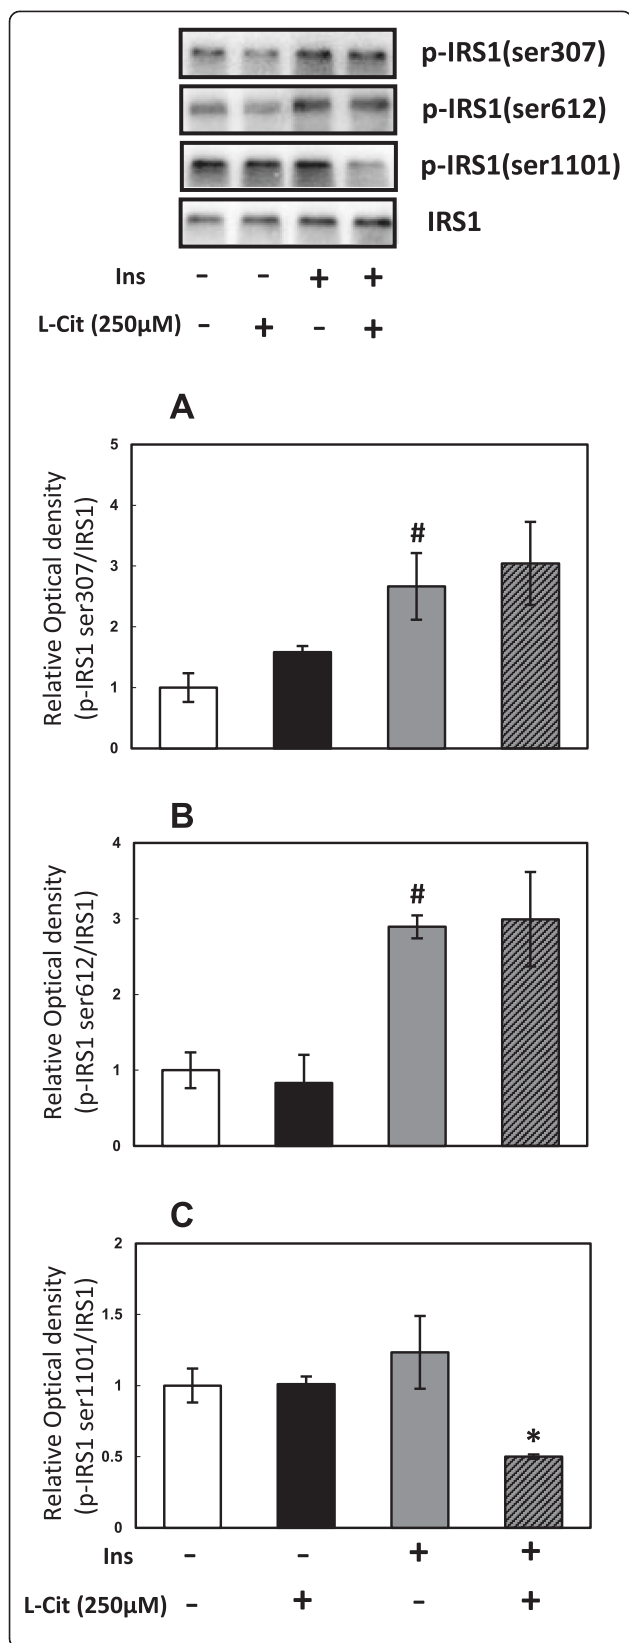 p-IRS1(ser307)
p-IRS1(ser612)
p-IRS1(ser1101)
IRS1
Ins - - + +
L-Cit (250µM) - + - +
A
Relative Optical density
(p-IRS1 ser307/IRS1)
5
4
3
2
1
0
#
B
Relative Optical density
(p-IRS1 ser612/IRS1)
4
3
2
1
0
#
C
Relative Optical density
(p-IRS1 ser1101/IRS1)
2
1.5
1
0.5
0
*
Ins - - + +
L-Cit (250µM) - + - +